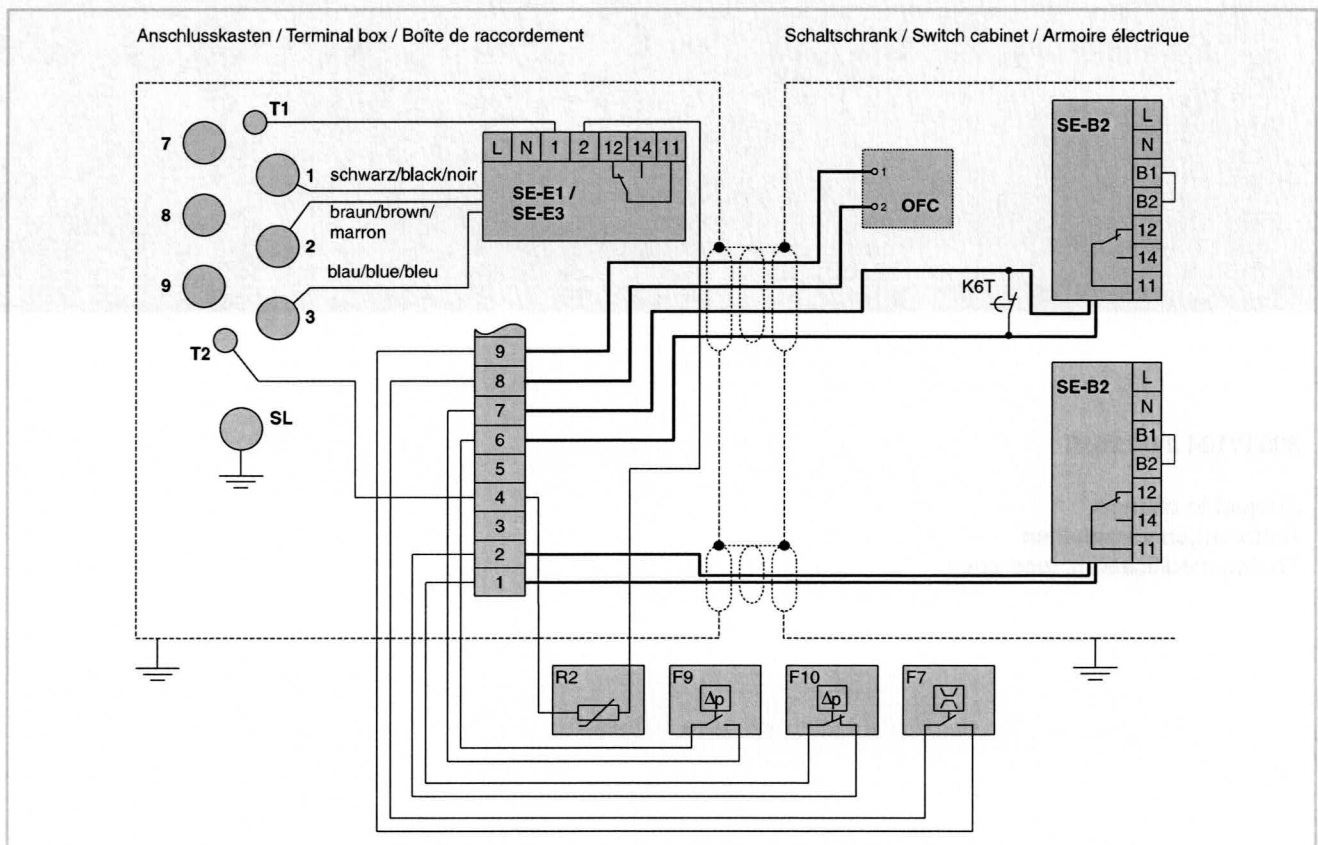 Anschlusskasten / Terminal box / Boîte de raccordement
Schaltschrank / Switch cabinet / Armoire électrique
T1
7
1
schwarz/black/noir
8
braun/brown/
marron
2
9
blau/blue/bleu
3
T2
SL
L N 1 2 12 14 11
SE-E1 /
SE-E3
1
2
OFC
K6T
SE-B2
L
N
B1
B2
12
14
11
SE-B2
L
N
B1
B2
12
14
11
9
8
7
6
5
4
3
2
1
R2
F9
Δp
F10
Δp
F7